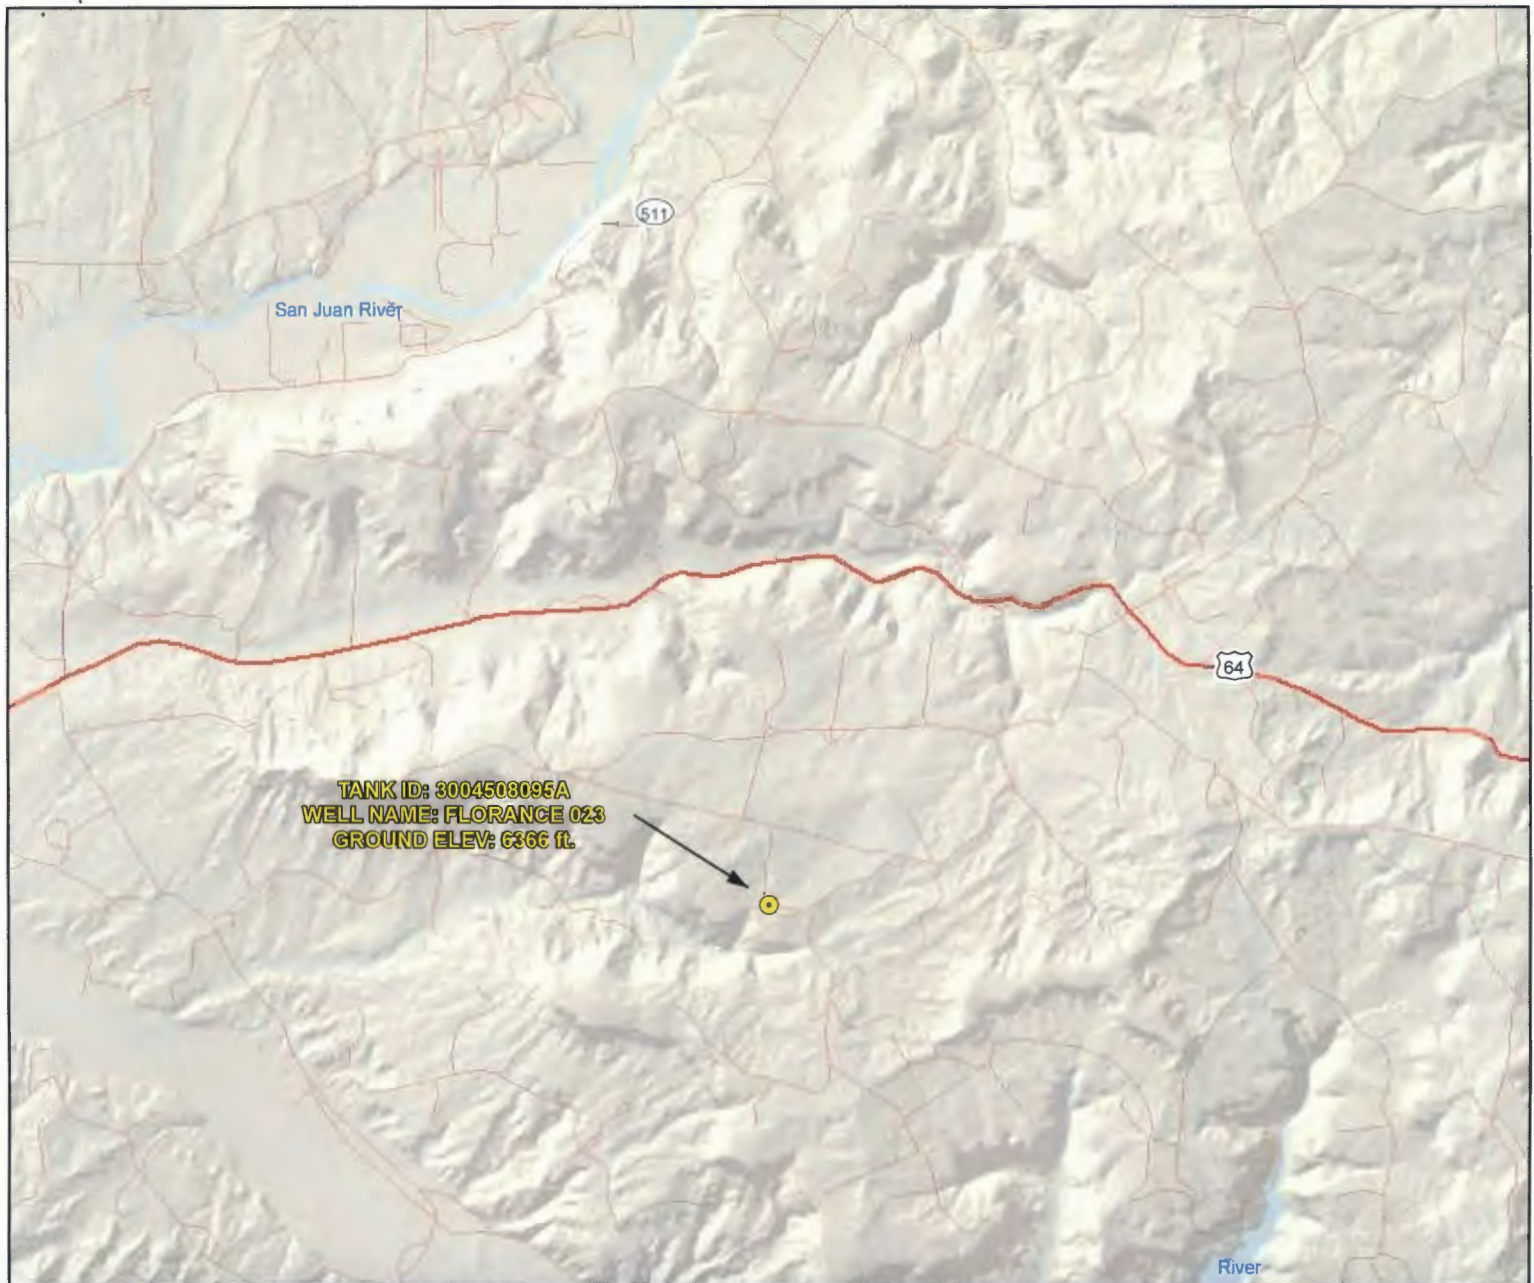 511
San Juan River
64
TANK ID: 3004508095A
WELL NAME: FLORANCE 023
GROUND ELEV: 6366 ft.
River